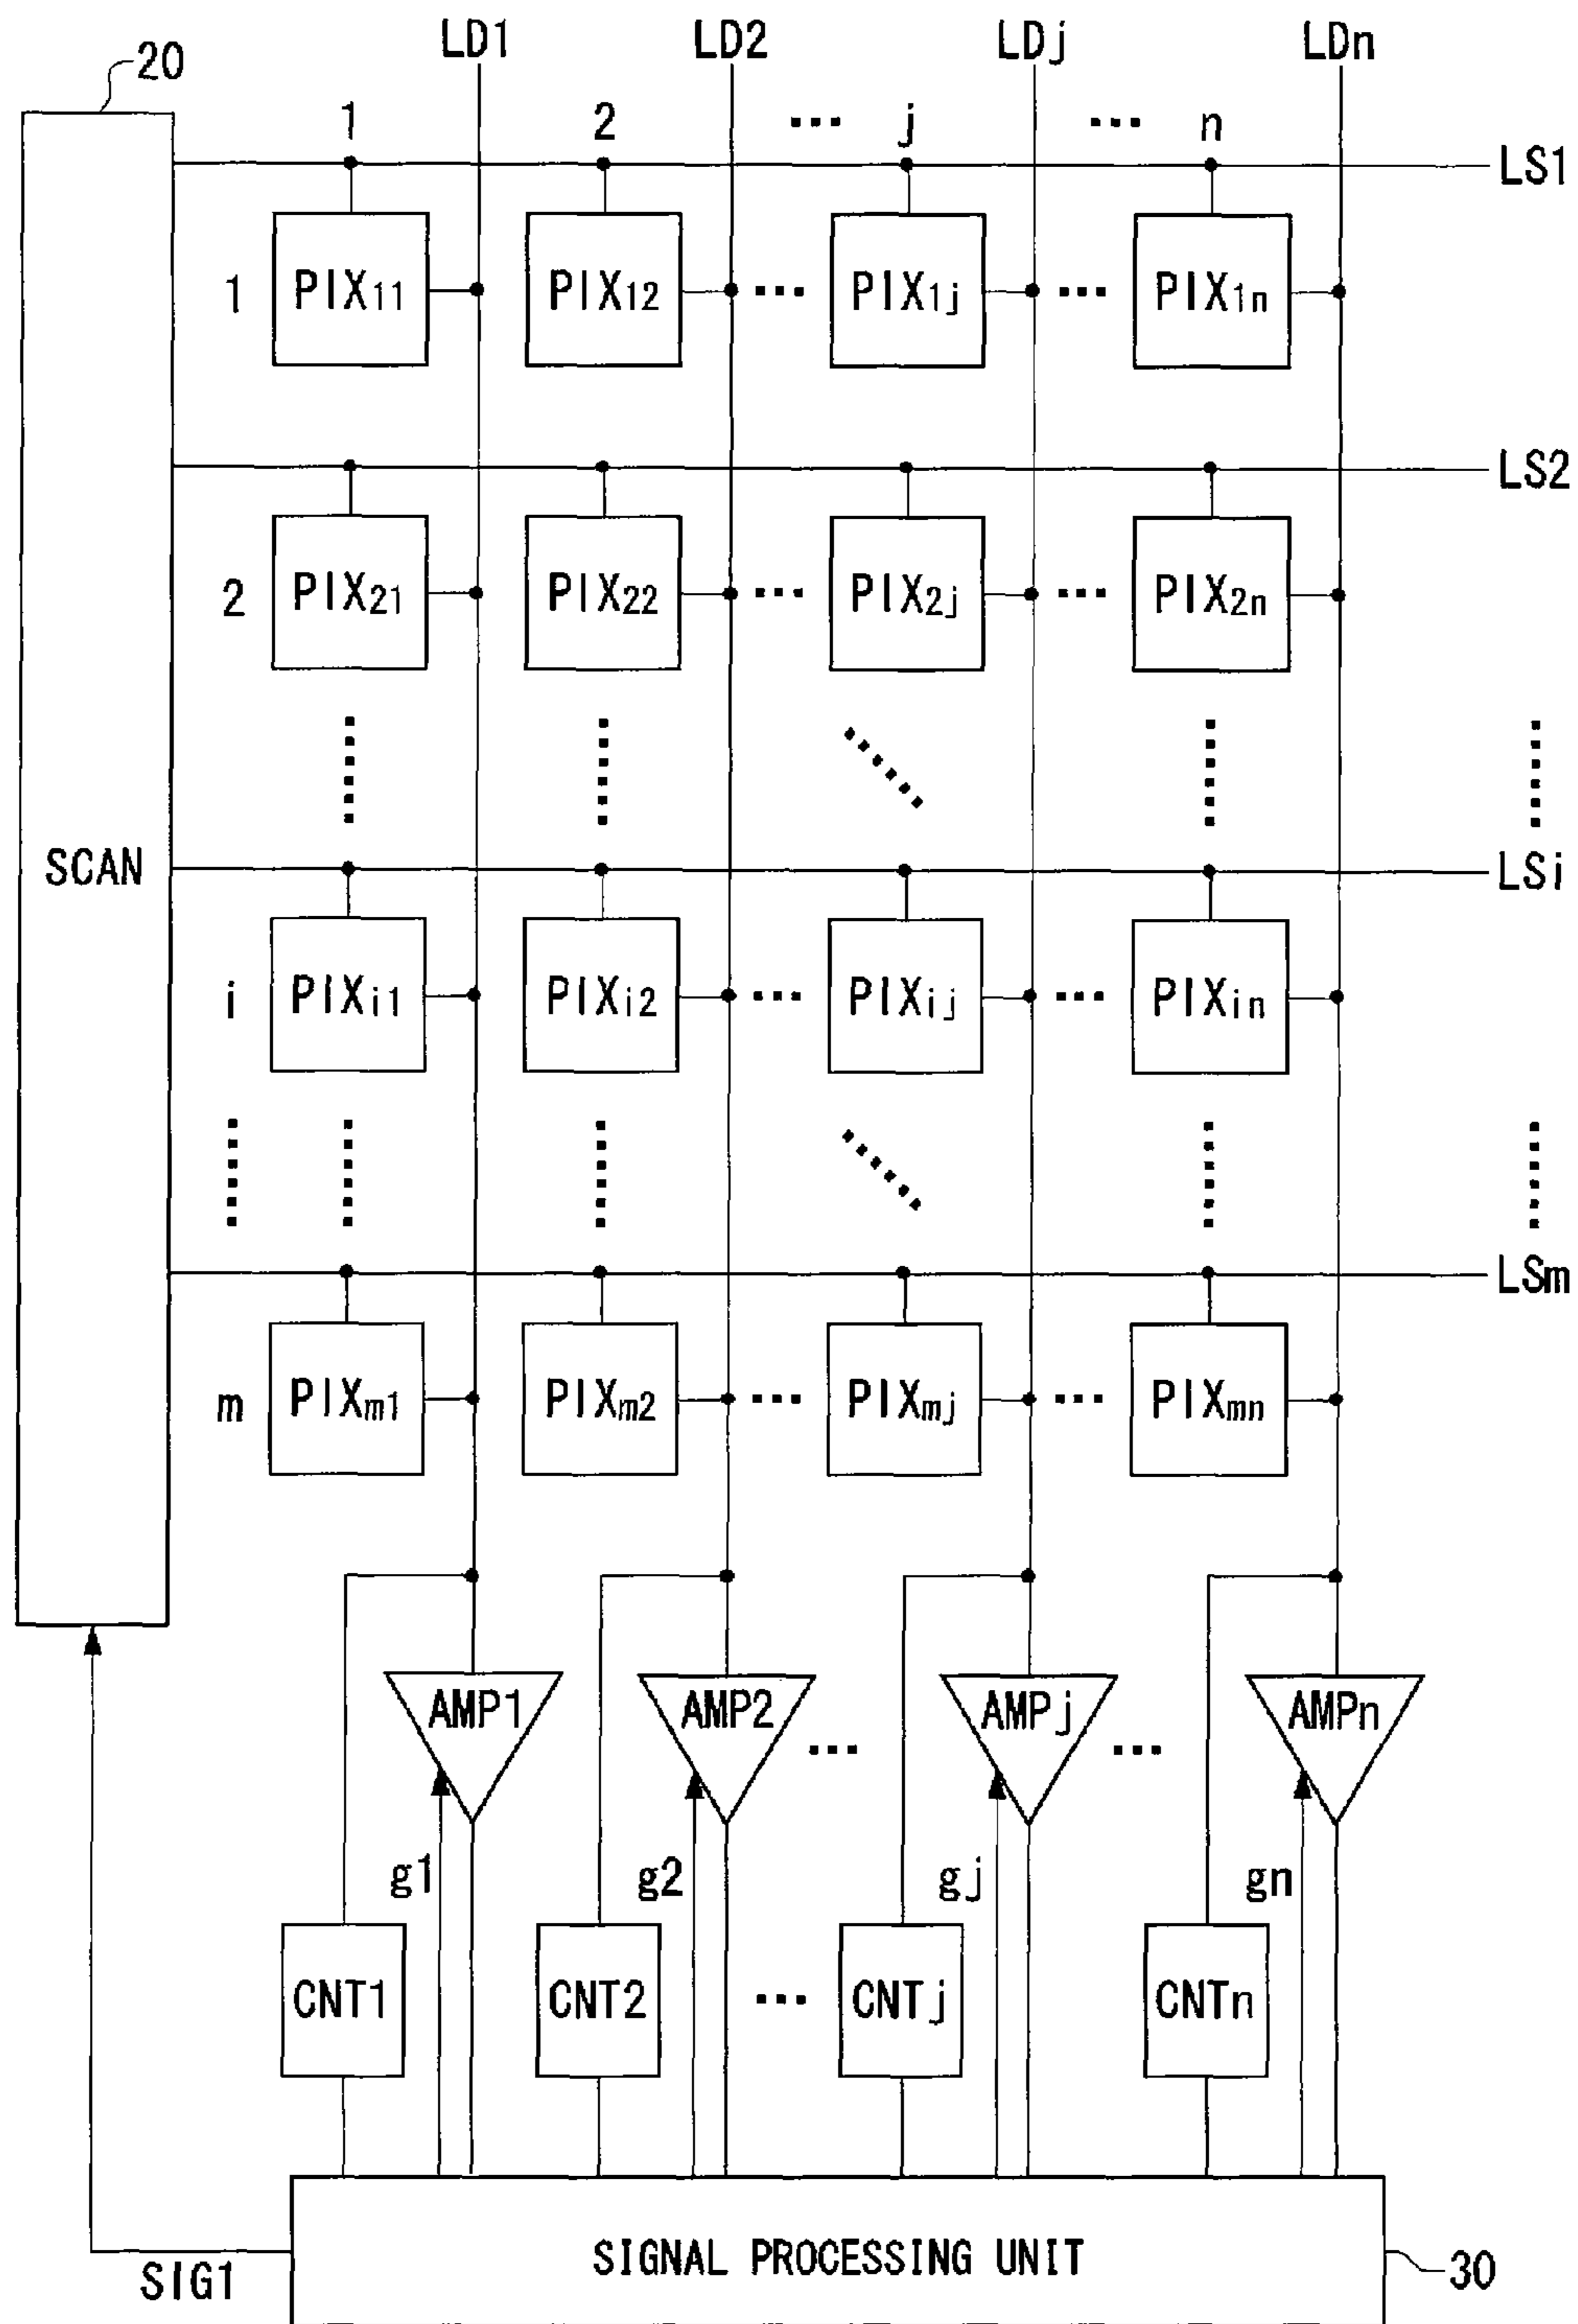 LD1 LD2 LDj LDn
20
1 2 ... j ... n
LS1
1 PIX11 PIX12 ... PIX1j ... PIX1n
LS2
2 PIX21 PIX22 ... PIX2j ... PIX2n
SCAN
LSi
i PIXi1 PIXi2 ... PIXij ... PIXin
LSm
m PIXm1 PIXm2 ... PIXmj ... PIXmn
AMP1 AMP2 ... AMPj ... AMPn
g1 g2 gj gn
CNT1 CNT2 ... CNTj CNTn
SIGNAL PROCESSING UNIT
30
SIG1